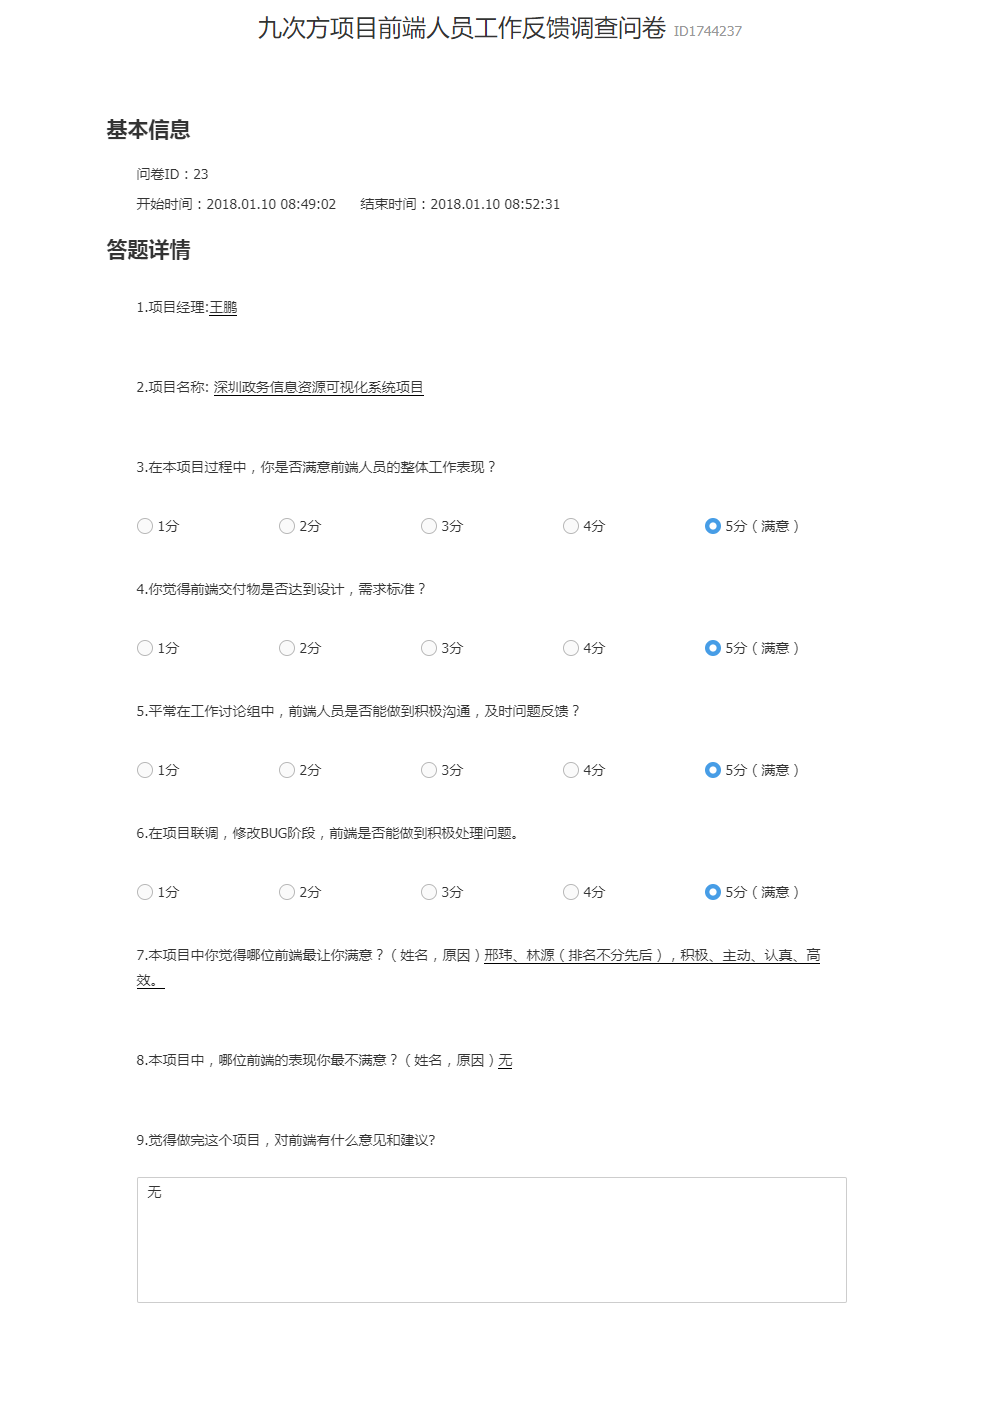 九次方项目前端人员工作反馈调查问卷 ID1744237
基本信息
问卷ID：23
开始时间：2018.01.10 08:49:02 结束时间：2018.01.10 08:52:31
答题详情
1.项目经理:王鹏
2.项目名称: 深圳政务信息资源可视化系统项目
3.在本项目过程中，你是否满意前端人员的整体工作表现？
1分 2分 3分 4分 5分（满意）
4.你觉得前端交付物是否达到设计，需求标准？
1分 2分 3分 4分 5分（满意）
5.平常在工作讨论组中，前端人员是否能做到积极沟通，及时问题反馈？
1分 2分 3分 4分 5分（满意）
6.在项目联调，修改BUG阶段，前端是否能做到积极处理问题。
1分 2分 3分 4分 5分（满意）
7.本项目中你觉得哪位前端最让你满意？（姓名，原因）邢玮、林源（排名不分先后），积极、主动、认真、高
效。
8.本项目中，哪位前端的表现你最不满意？（姓名，原因）无
9.觉得做完这个项目，对前端有什么意见和建议?
无